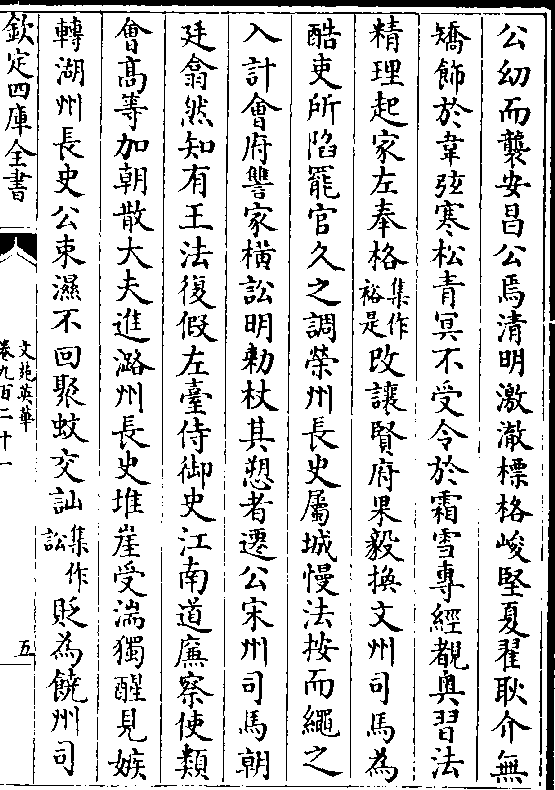 公幼而襲安昌公焉清明激澈標格峻堅夏翟耿介無
矯飾於韋弦寒松青冥不受令於霜雪專經覩奥習法
精理起家左奉裕集作裕是改讓賢府果毅換文州司馬為
酷吏所陷罷官久之調榮州長史屬城慢法按而繩之
入計會府讐家横訟明勅杖其愬者遷公宋州司馬朝
廷翕然知有王法復假左臺侍御史江南道廉察使類
會髙等加朝散大夫進潞州長史堆崖受湍獨醒見嫉
轉湖州長史公束濕不回聚蚊交訕集作訟貶為饒州司
欽定四庫全書
文苑英華
卷九百二十一
五